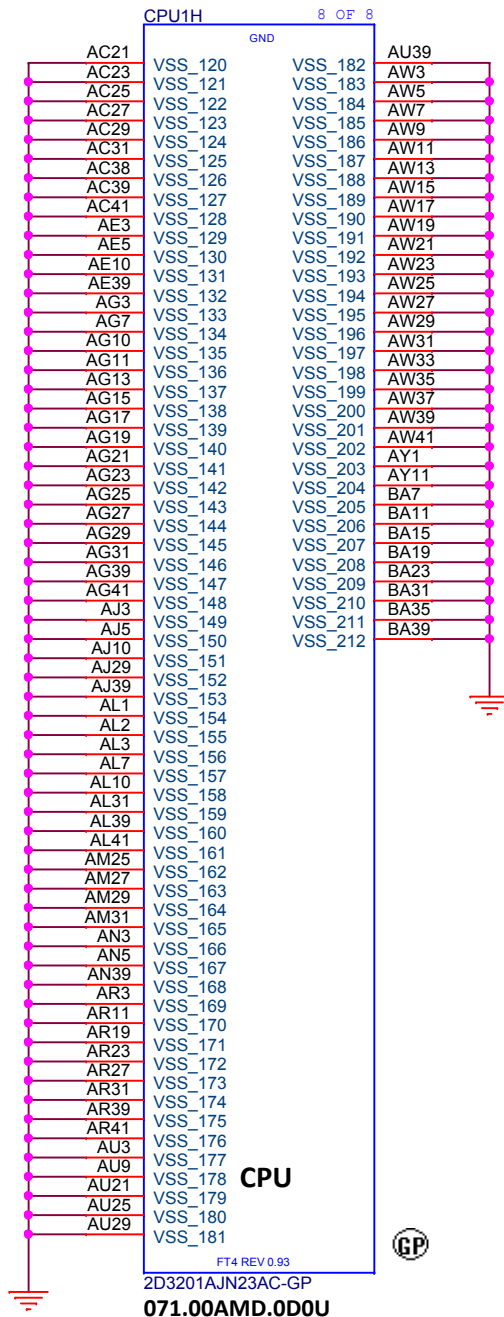 CPU1H 8 OF 8
GND
AC21 VSS_120 VSS_182 AU39
AC23 VSS_121 VSS_183 AW3
AC25 VSS_122 VSS_184 AW5
AC27 VSS_123 VSS_185 AW7
AC29 VSS_124 VSS_186 AW9
AC31 VSS_125 VSS_187 AW11
AC38 VSS_126 VSS_188 AW13
AC39 VSS_127 VSS_189 AW15
AC41 VSS_128 VSS_190 AW17
AE3 VSS_129 VSS_191 AW19
AE5 VSS_130 VSS_192 AW21
AE10 VSS_131 VSS_193 AW23
AE39 VSS_132 VSS_194 AW25
AG3 VSS_133 VSS_195 AW27
AG7 VSS_134 VSS_196 AW29
AG10 VSS_135 VSS_197 AW31
AG11 VSS_136 VSS_198 AW33
AG13 VSS_137 VSS_199 AW35
AG15 VSS_138 VSS_200 AW37
AG17 VSS_139 VSS_201 AW39
AG19 VSS_140 VSS_202 AW41
AG21 VSS_141 VSS_203 AY1
AG23 VSS_142 VSS_204 AY11
AG25 VSS_143 VSS_205 BA7
AG27 VSS_144 VSS_206 BA11
AG29 VSS_145 VSS_207 BA15
AG31 VSS_146 VSS_208 BA19
AG39 VSS_147 VSS_209 BA23
AG41 VSS_148 VSS_210 BA31
AJ3 VSS_149 VSS_211 BA35
AJ5 VSS_150 VSS_212 BA39
AJ10 VSS_151
AJ29 VSS_152
AJ39 VSS_153
AL1 VSS_154
AL2 VSS_155
AL3 VSS_156
AL7 VSS_157
AL10 VSS_158
AL31 VSS_159
AL39 VSS_160
AL41 VSS_161
AM25 VSS_162
AM27 VSS_163
AM29 VSS_164
AM31 VSS_165
AN3 VSS_166
AN5 VSS_167
AN39 VSS_168
AR3 VSS_169
AR11 VSS_170
AR19 VSS_171
AR23 VSS_172
AR27 VSS_173
AR31 VSS_174
AR39 VSS_175
AR41 VSS_176
AU3 VSS_177
AU9 VSS_178 CPU
AU21 VSS_179
AU25 VSS_180
AU29 VSS_181
GP
FT4 REV 0.93
2D3201AJN23AC-GP
071.00AMD.0D0U